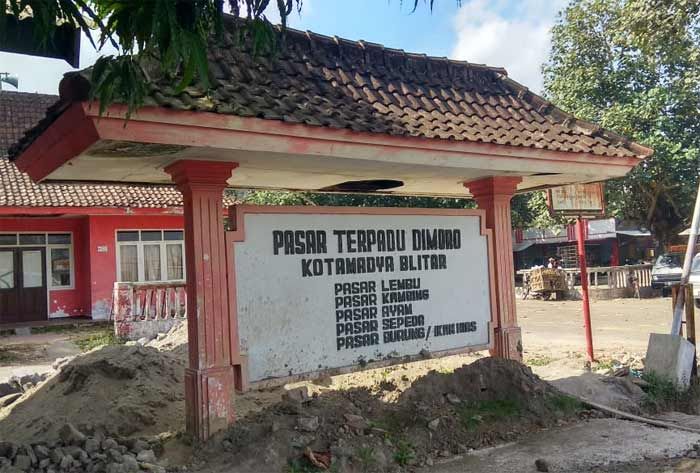 PASAR TERPADU DIMORO
KOTAMADYA BLITAR
PASAR LEMBU
PASAR KAMBING
PASAR AYAM
PASAR SEPEDA
PASAR BURUNG / IKAN HIAS